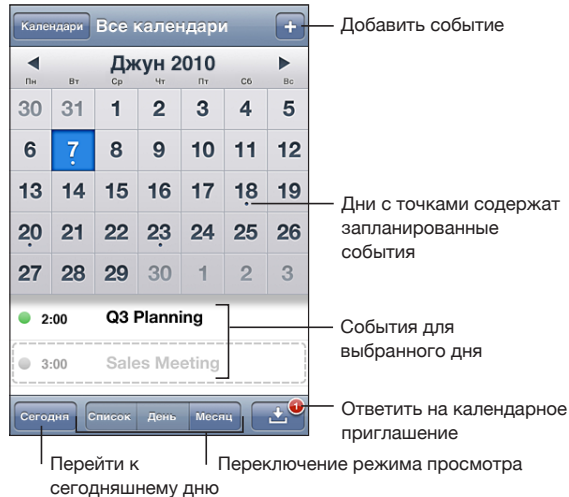 Календари Все календари +
Добавить событие
Джун 2010
Пн Вт Ср Чт Пт Сб Вс
30 31 1 2 3 4 5
6 7 8 9 10 11 12
13 14 15 16 17 18 19
20 21 22 23 24 25 26
27 28 29 30 1 2 3
Дни с точками содержат
запланированные
события
2:00 Q3 Planning
3:00 Sales Meeting
События для
выбранного дня
Сегодня Список День Месяц 1
Ответить на календарное
приглашение
Перейти к
сегодняшнему дню
Переключение режима просмотра